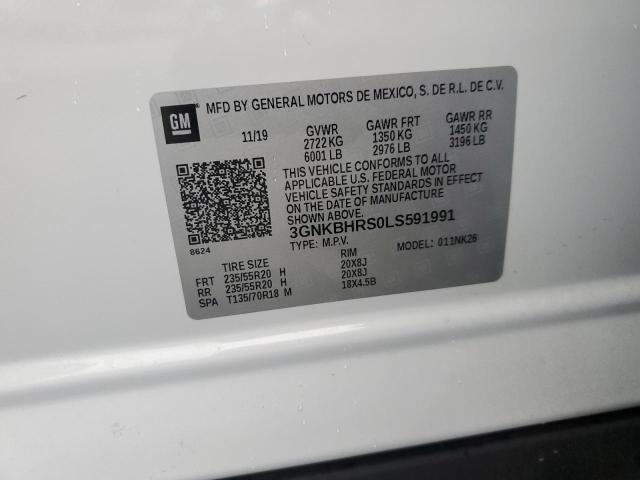 GM
MFD BY GENERAL MOTORS DE MEXICO, S. DE R.L. DE C.V.
11/19 GVWR GAWR FRT GAWR RR
2722 KG 1350 KG 1450 KG
6001 LB 2976 LB 3196 LB
THIS VEHICLE CONFORMS TO ALL
APPLICABLE U.S. FEDERAL MOTOR
VEHICLE SAFETY STANDARDS IN EFFECT
ON THE DATE OF MANUFACTURE
SHOWN ABOVE.
3GNKBHRS0LS591991
TYPE: M.P.V. MODEL: 011NK26
8624
TIRE SIZE RIM
FRT 235/55R20 H 20X8J
RR 235/55R20 H 20X8J
SPA T135/70R18 M 18X4.5B